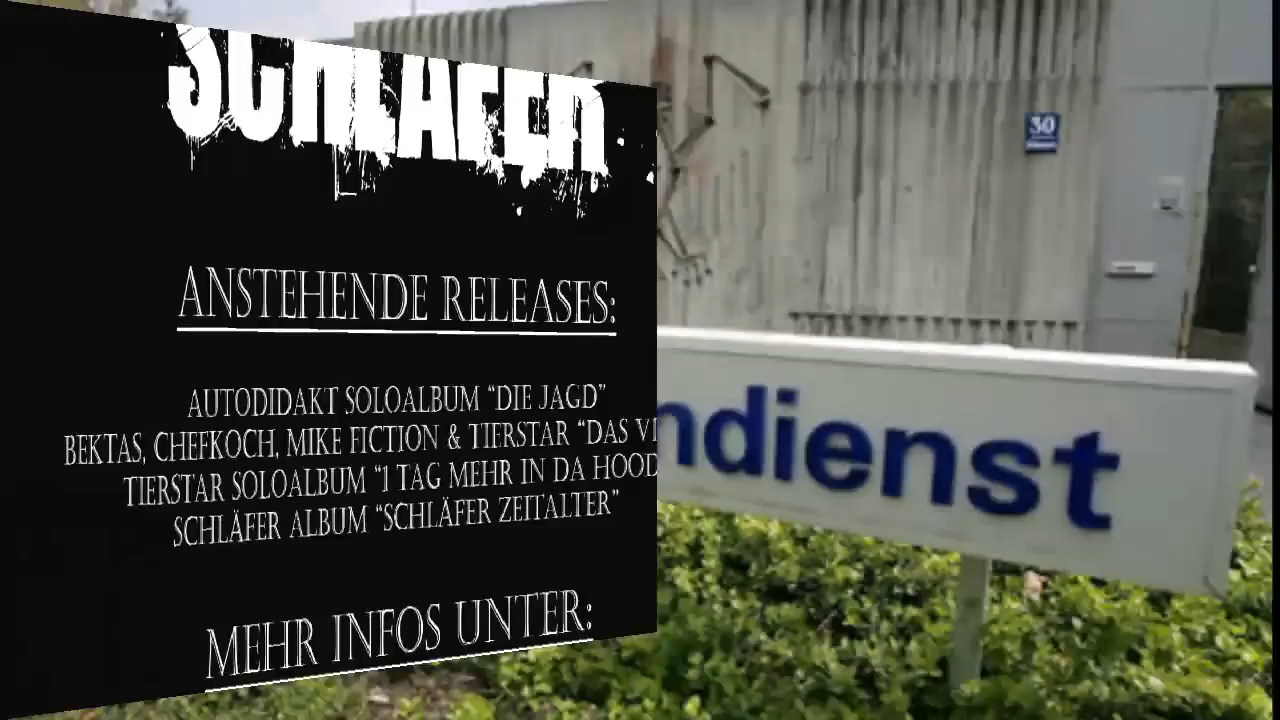 SCHLÄFER
ANSTEHENDE RELEASES:
AUTODIDAKT SOLOALBUM “DIE JAGD”
BEKTAS, CHEFKOCH, MIKE FICTION & TIERSTAR “DAS
TIERSTAR SOLOALBUM “1 TAG MEHR IN DA HOOD
SCHLÄFER ALBUM “SCHLÄFER ZEITALTER”
MEHR INFOS UNTER:
30
ndienst